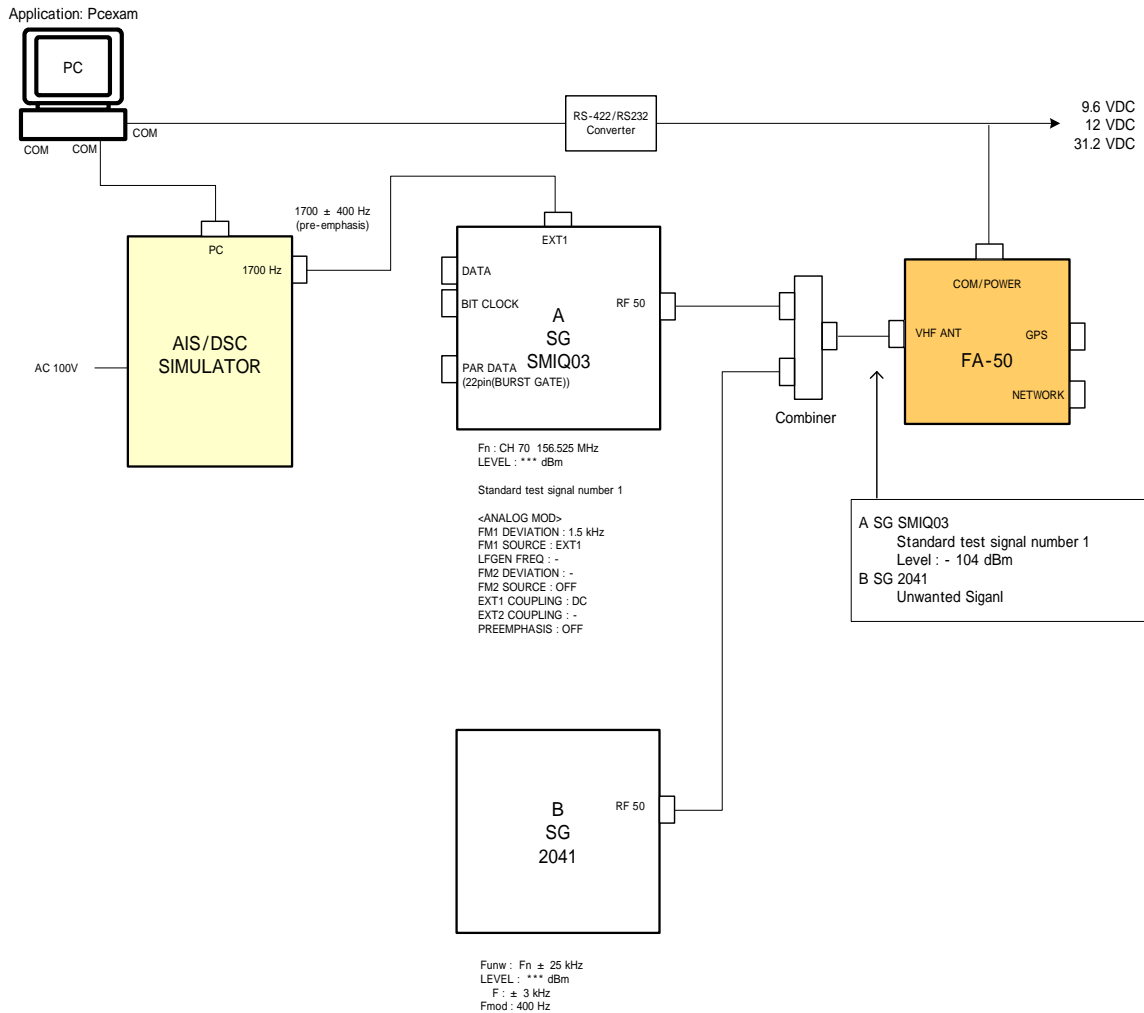 Application: Pcexam
PC
COM
COM
COM
RS-422/RS232
Converter
9.6 VDC
12 VDC
31.2 VDC
1700 ± 400 Hz
(pre-emphasis)
PC
1700 Hz
AIS/DSC
SIMULATOR
AC 100V
EXT1
DATA
BIT CLOCK
PAR DATA
(22pin(BURST GATE))
RF 50
A
SG
SMIQ03
Combiner
COM/POWER
VHF ANT
GPS
FA-50
NETWORK
Fn : CH 70 156.525 MHz
LEVEL : *** dBm
Standard test signal number 1
<ANALOG MOD>
FM1 DEVIATION : 1.5 kHz
FM1 SOURCE : EXT1
LFGEN FREQ : -
FM2 DEVIATION : -
FM2 SOURCE : OFF
EXT1 COUPLING : DC
EXT2 COUPLING : -
PREEMPHASIS : OFF
A SG SMIQ03
Standard test signal number 1
Level : - 104 dBm
B SG 2041
Unwanted Siganl
B
SG
2041
RF 50
Funw : Fn ± 25 kHz
LEVEL : *** dBm
F : ± 3 kHz
Fmod : 400 Hz